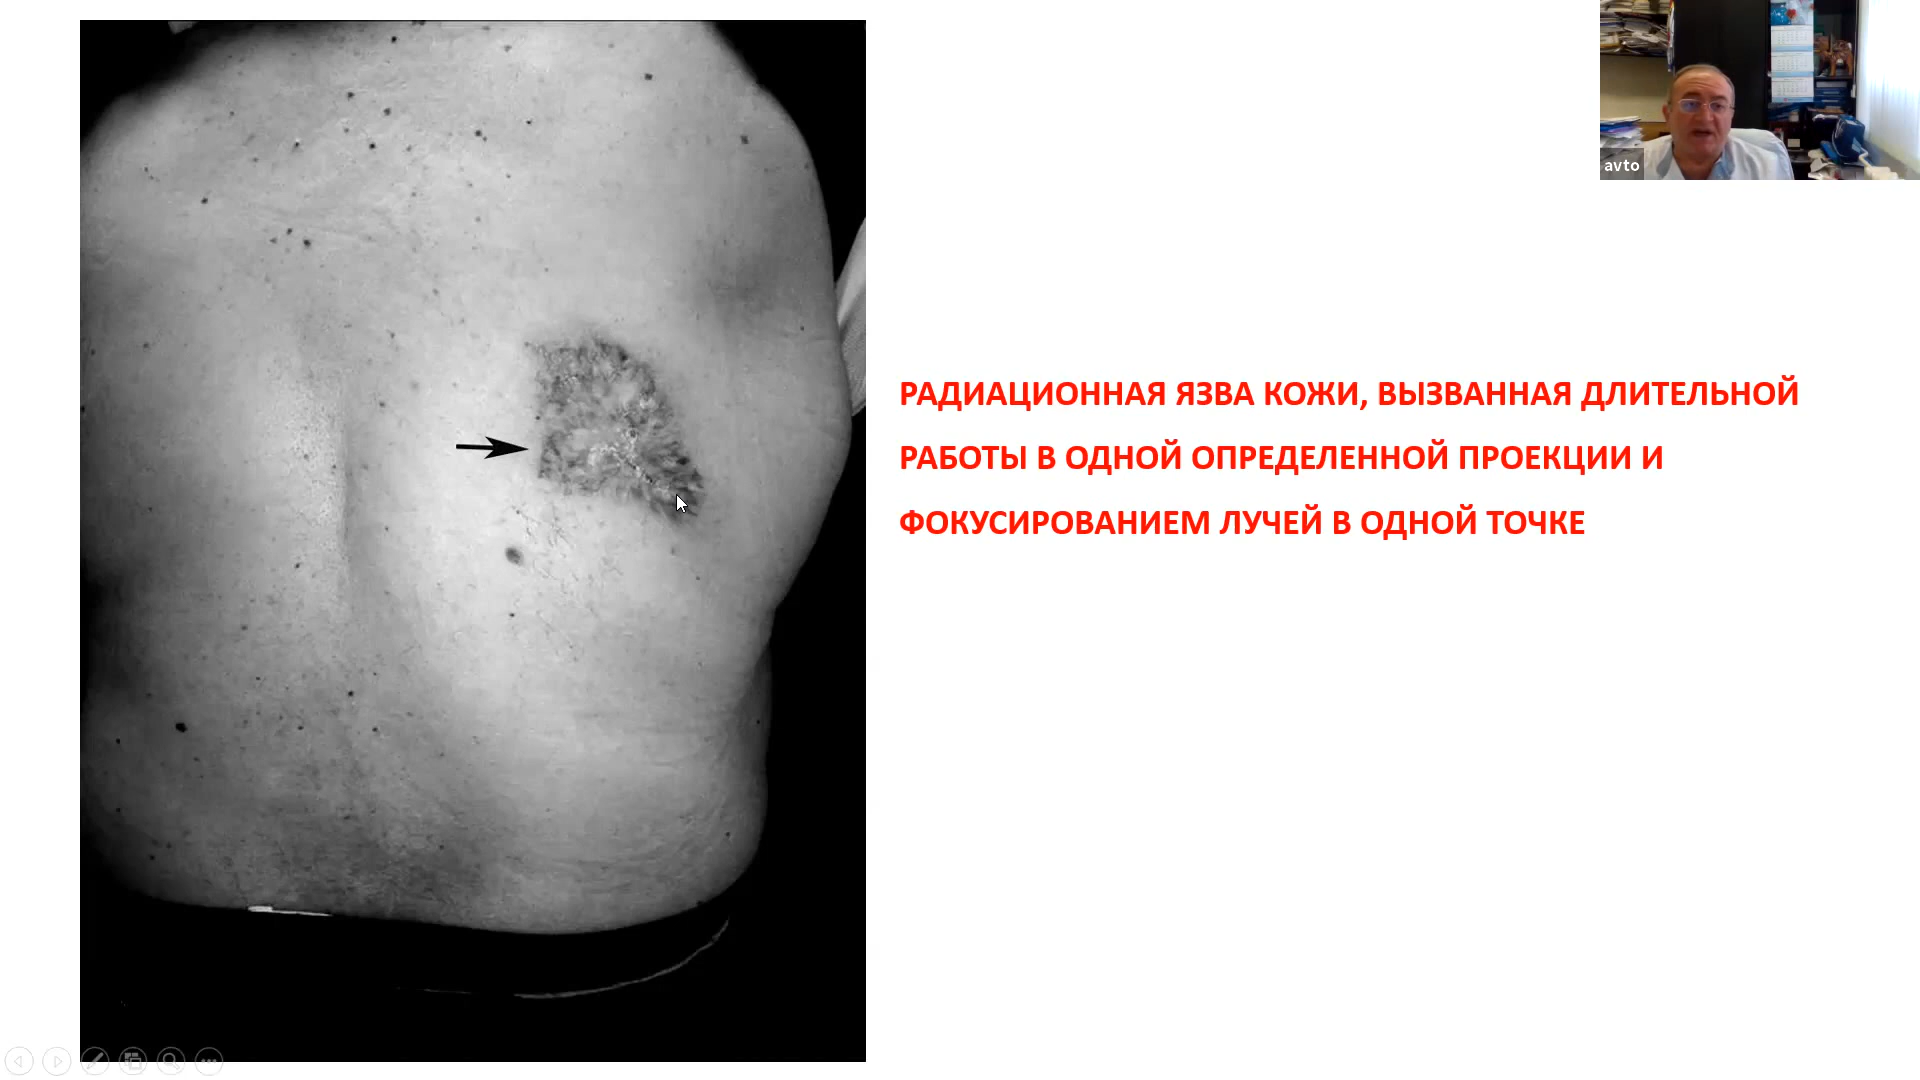 avto
РАДИАЦИОННАЯ ЯЗВА КОЖИ, ВЫЗВАННАЯ ДЛИТЕЛЬНОЙ
РАБОТЫ В ОДНОЙ ОПРЕДЕЛЕННОЙ ПРОЕКЦИИ И
ФОКУСИРОВАНИЕМ ЛУЧЕЙ В ОДНОЙ ТОЧКЕ